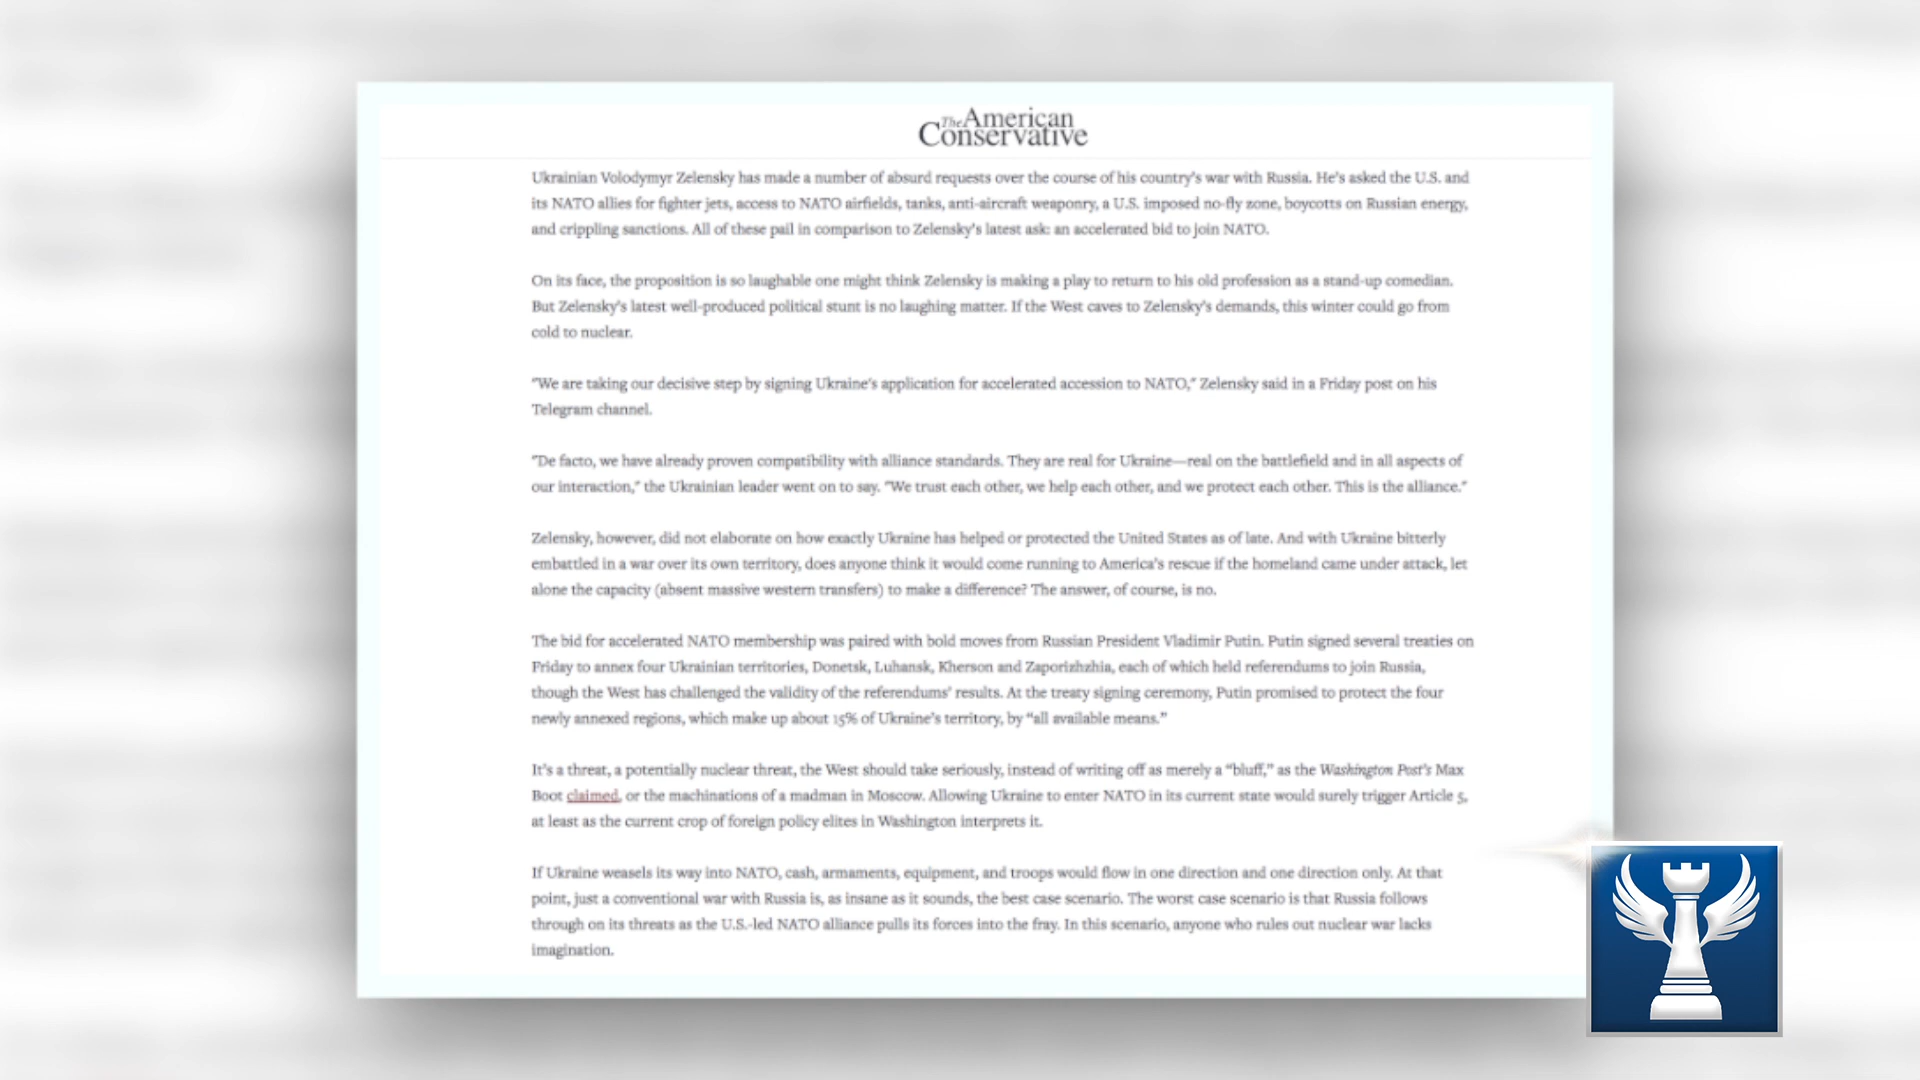 The American
Conservative
Ukrainian Volodymyr Zelensky has made a number of absurd requests over the course of his country's war with Russia. He's asked the U.S. and
its NATO allies for fighter jets, access to NATO airfields, tanks, anti-aircraft weaponry, a U.S. imposed no-fly zone, boycotts on Russian energy,
and crippling sanctions. All of these pail in comparison to Zelensky's latest ask: an accelerated bid to join NATO.
On its face, the proposition is so laughable one might think Zelensky is making a play to return to his old profession as a stand-up comedian.
But Zelensky's latest well-produced political stunt is no laughing matter. If the West caves to Zelensky's demands, this winter could go from
cold to nuclear.
"We are taking our decisive step by signing Ukraine's application for accelerated accession to NATO," Zelensky said in a Friday post on his
Telegram channel.
"De facto, we have already proven compatibility with alliance standards. They are real for Ukraine—real on the battlefield and in all aspects of
our interaction," the Ukrainian leader went on to say. "We trust each other, we help each other, and we protect each other. This is the alliance."
Zelensky, however, did not elaborate on how exactly Ukraine has helped or protected the United States as of late. And with Ukraine bitterly
embattled in a war over its own territory, does anyone think it would come running to America's rescue if the homeland came under attack, let
alone the capacity (absent massive western transfers) to make a difference? The answer, of course, is no.
The bid for accelerated NATO membership was paired with bold moves from Russian President Vladimir Putin. Putin signed several treaties on
Friday to annex four Ukrainian territories, Donetsk, Luhansk, Kherson and Zaporizhzhia, each of which held referendums to join Russia,
though the West has challenged the validity of the referendums' results. At the treaty signing ceremony, Putin promised to protect the four
newly annexed regions, which make up about 15% of Ukraine's territory, by “all available means.”
It's a threat, a potentially nuclear threat, the West should take seriously, instead of writing off as merely a “bluff,” as the Washington Post's Max
Boot claimed, or the machinations of a madman in Moscow. Allowing Ukraine to enter NATO in its current state would surely trigger Article 5,
at least as the current crop of foreign policy elites in Washington interprets it.
If Ukraine weasels its way into NATO, cash, armaments, equipment, and troops would flow in one direction and one direction only. At that
point, just a conventional war with Russia is, as insane as it sounds, the best case scenario. The worst case scenario is that Russia follows
through on its threats as the U.S.-led NATO alliance pulls its forces into the fray. In this scenario, anyone who rules out nuclear war lacks
imagination.